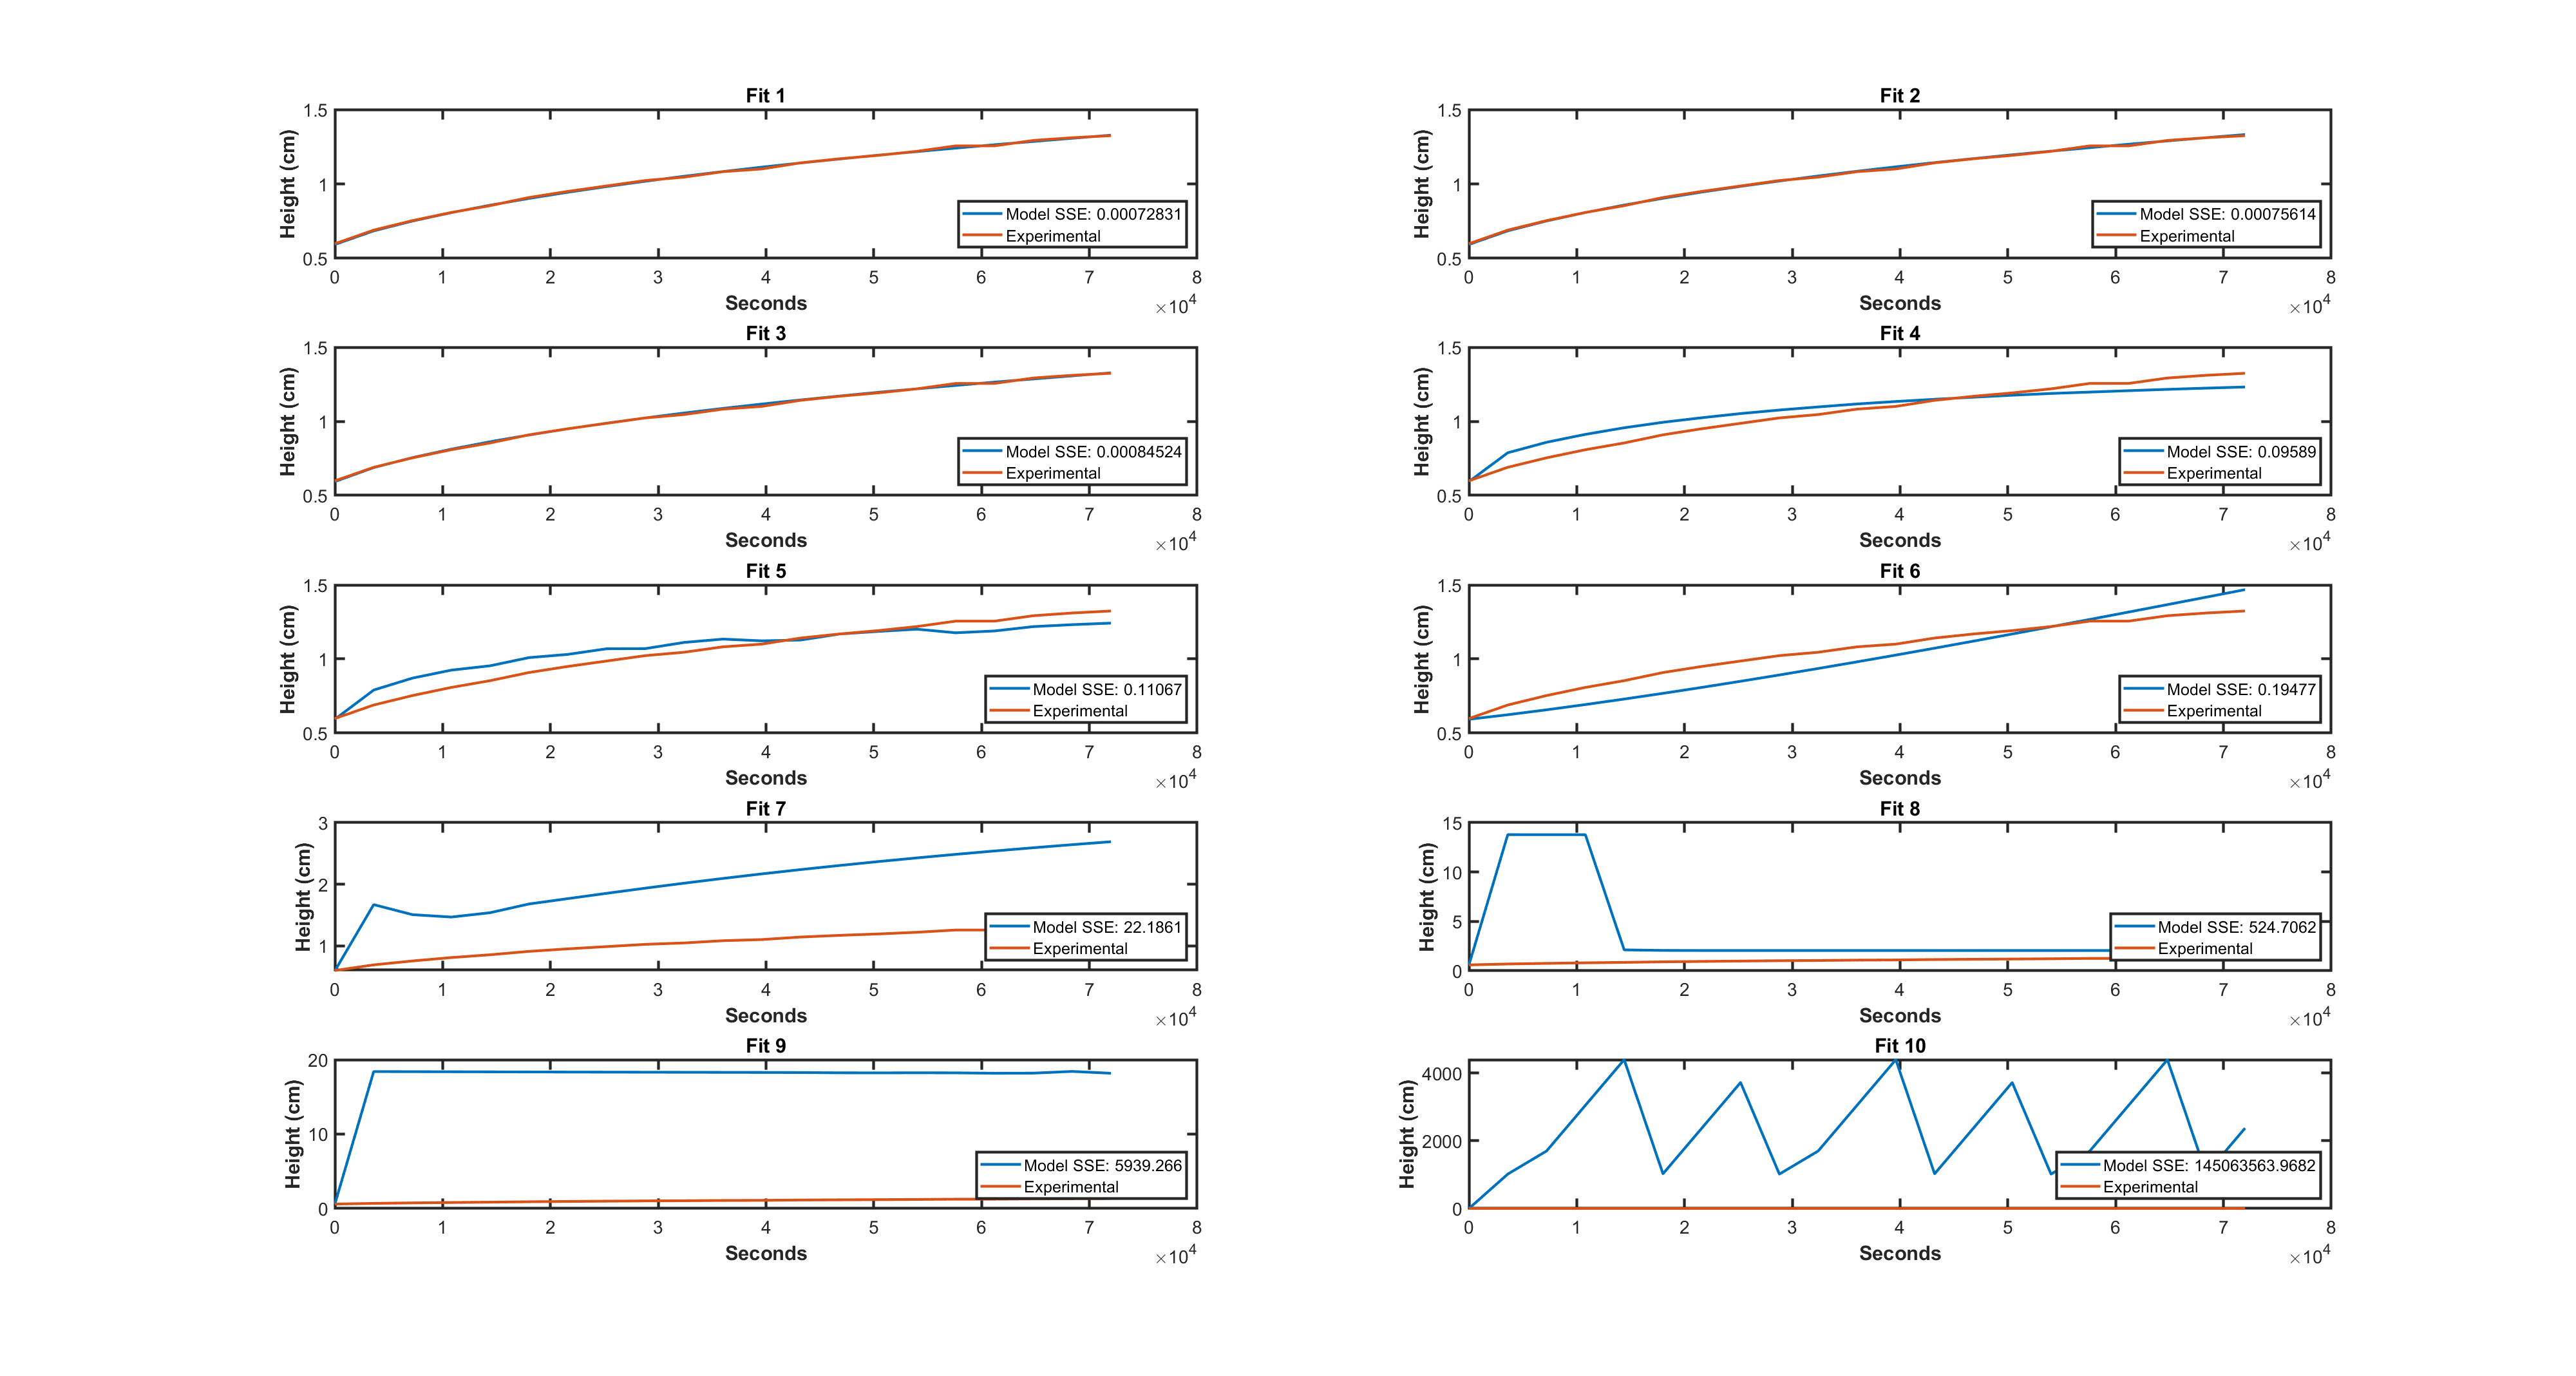 Fit 1
Height (cm)
1.5
1
0.5
Model SSE: 0.00072831
Experimental
0 1 2 3 4 5 6 7 8
Seconds
×10^4
Fit 2
Height (cm)
1.5
1
0.5
Model SSE: 0.00075614
Experimental
0 1 2 3 4 5 6 7 8
Seconds
×10^4
Fit 3
Height (cm)
1.5
1
0.5
Model SSE: 0.00084524
Experimental
0 1 2 3 4 5 6 7 8
Seconds
×10^4
Fit 4
Height (cm)
1.5
1
0.5
Model SSE: 0.09589
Experimental
0 1 2 3 4 5 6 7 8
Seconds
×10^4
Fit 5
Height (cm)
1.5
1
0.5
Model SSE: 0.11067
Experimental
0 1 2 3 4 5 6 7 8
Seconds
×10^4
Fit 6
Height (cm)
1.5
1
0.5
Model SSE: 0.19477
Experimental
0 1 2 3 4 5 6 7 8
Seconds
×10^4
Fit 7
Height (cm)
3
2
1
Model SSE: 22.1861
Experimental
0 1 2 3 4 5 6 7 8
Seconds
×10^4
Fit 8
Height (cm)
15
10
5
0
Model SSE: 524.7062
Experimental
0 1 2 3 4 5 6 7 8
Seconds
×10^4
Fit 9
Height (cm)
20
10
0
Model SSE: 5939.266
Experimental
0 1 2 3 4 5 6 7 8
Seconds
×10^4
Fit 10
Height (cm)
4000
2000
0
Model SSE: 145063563.9682
Experimental
0 1 2 3 4 5 6 7 8
Seconds
×10^4